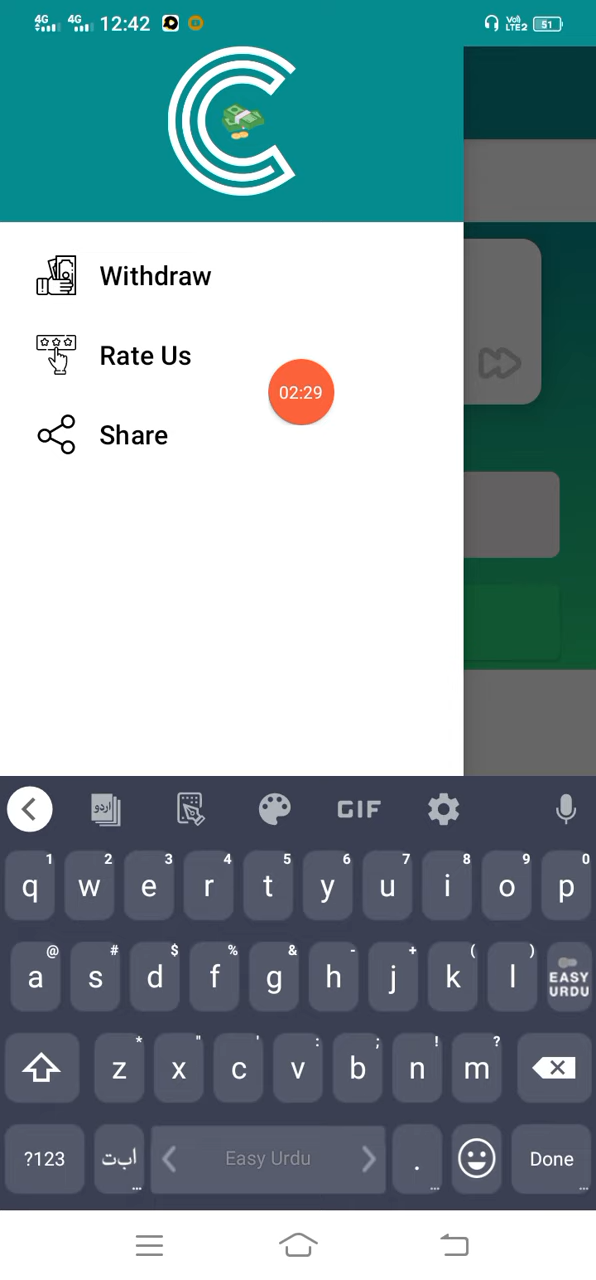 4G 4G 12:42 Vo) LTE2 51
Withdraw
Rate Us
02:29
Share
اردو GIF
1 2 3 4 5 6 7 8 9 0
q w e r t y u i o p
@ # $ % & - + ( )
a s d f g h j k l EASY URDU
* " ' : ; ! ?
z x c v b n m
?123 ا ب ت Easy Urdu . Done